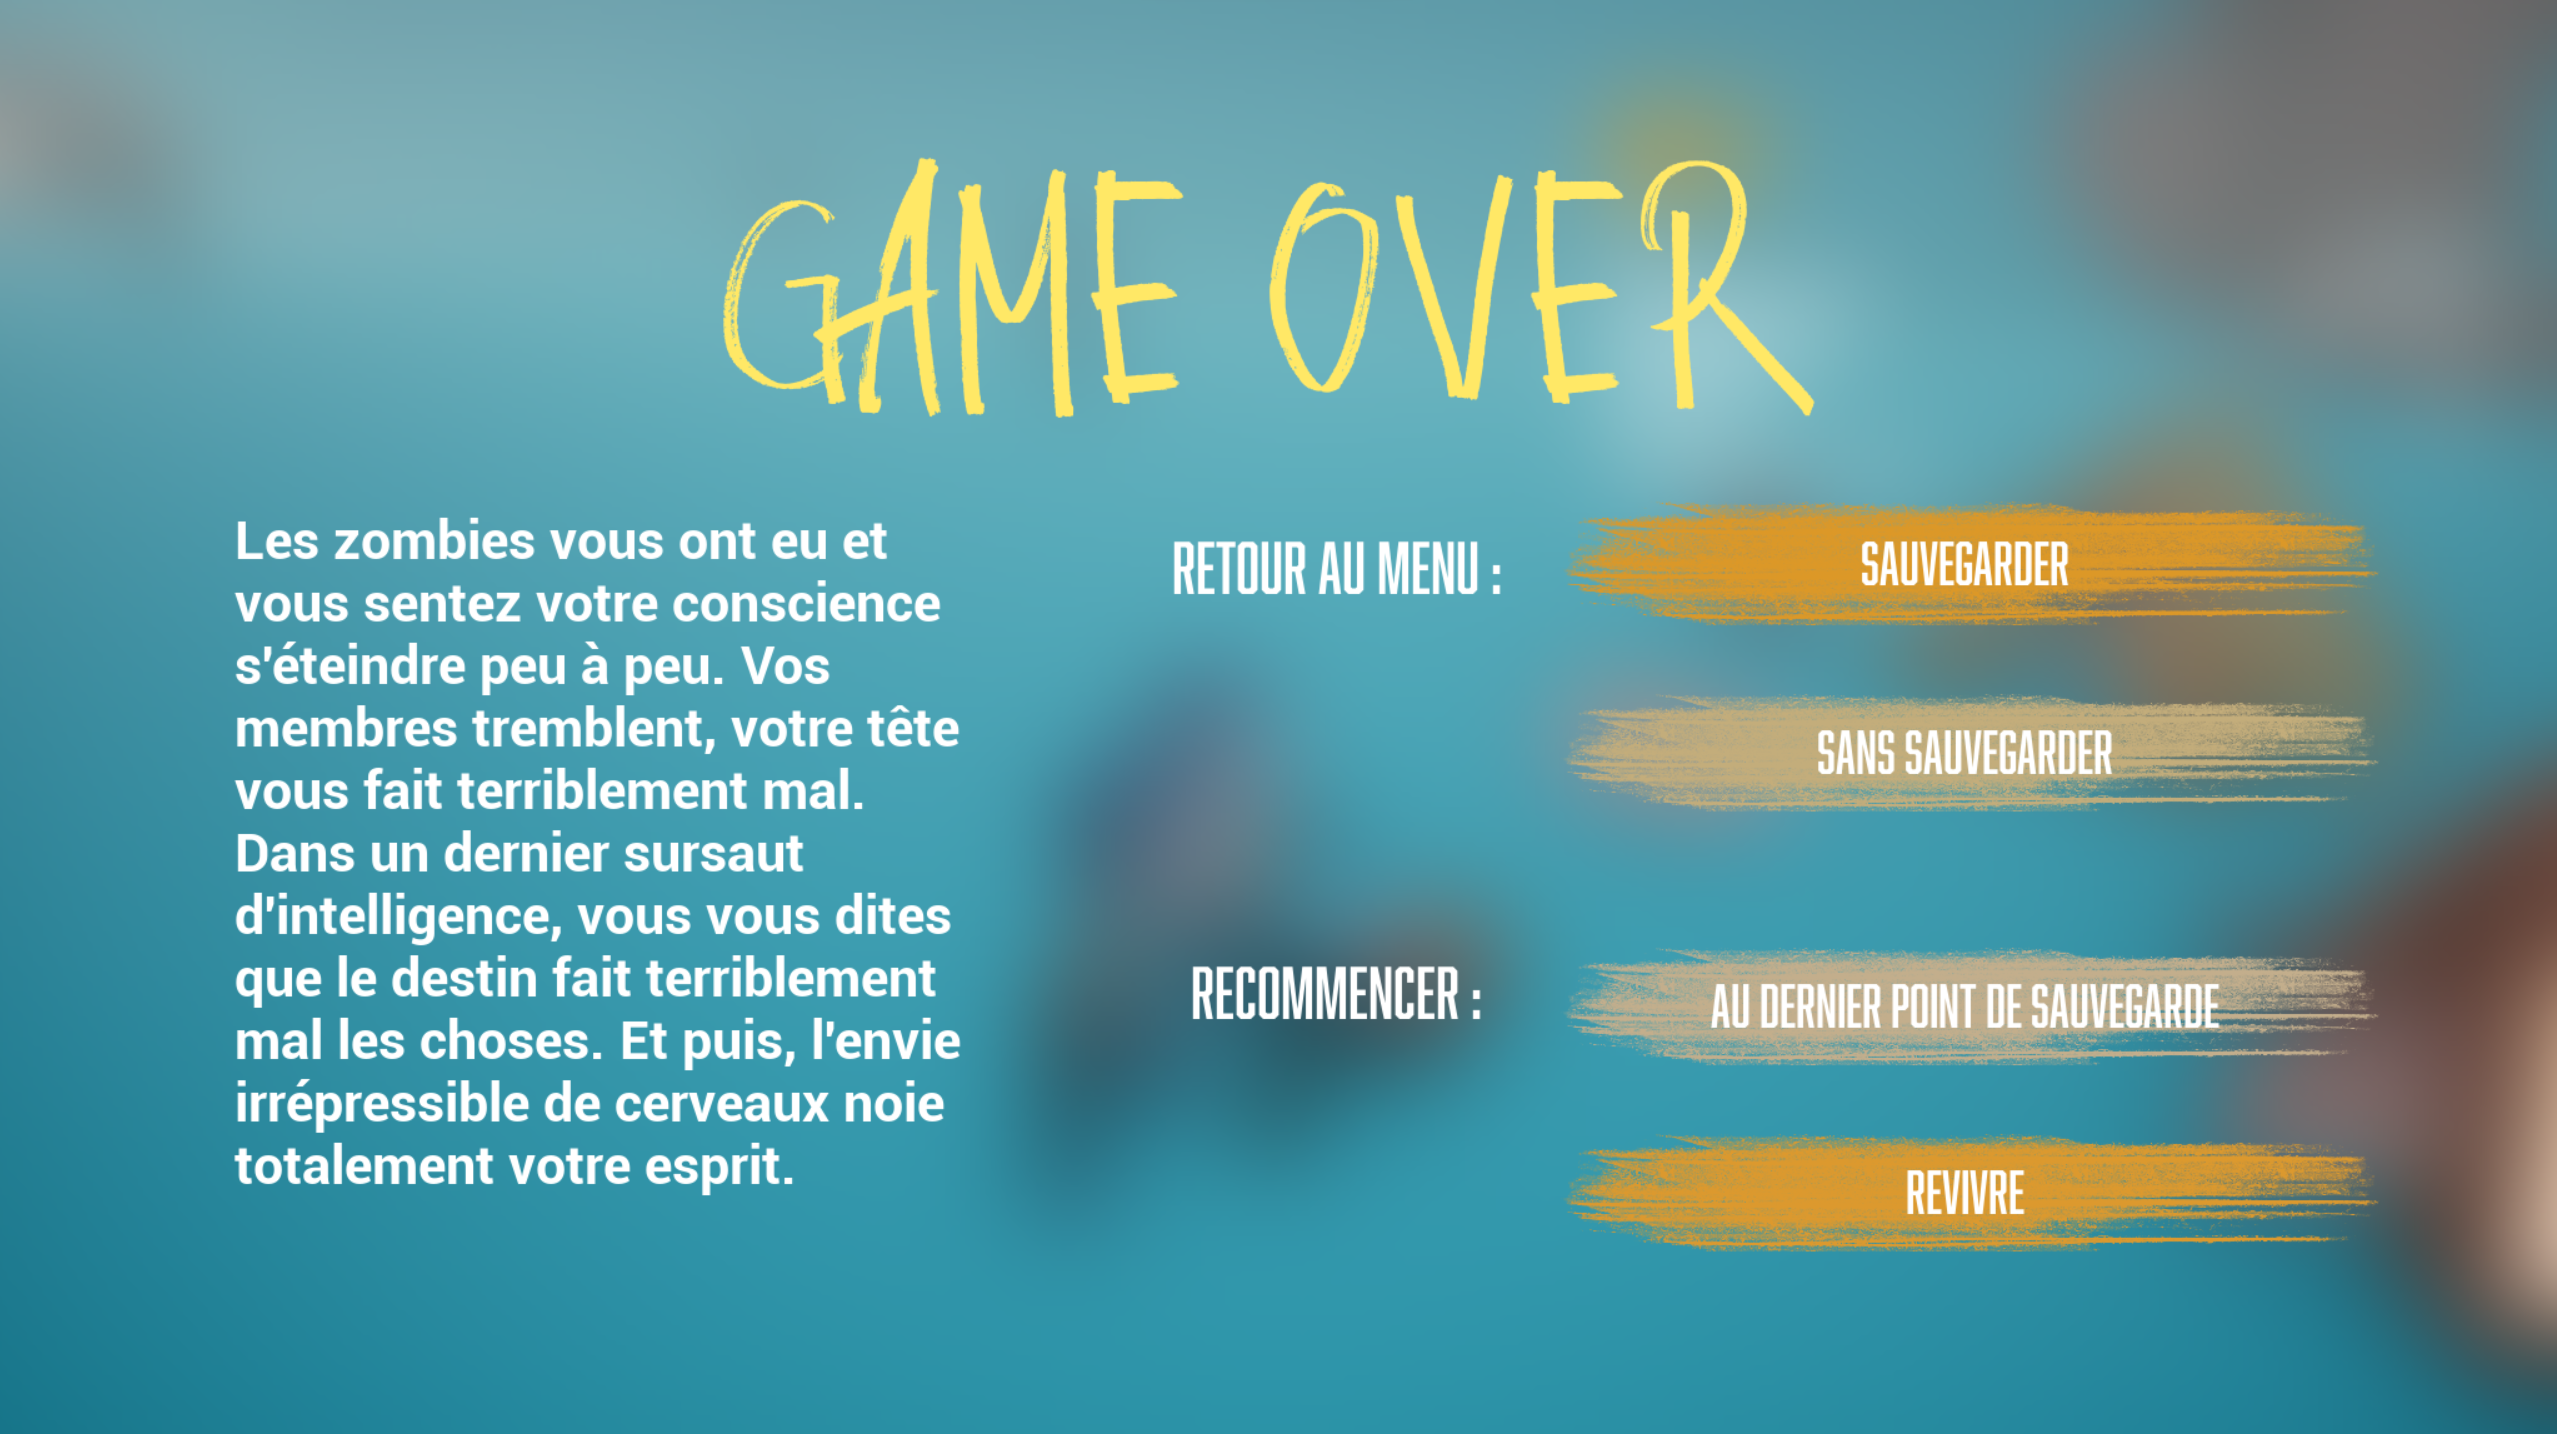 GAME OVER
Les zombies vous ont eu et
vous sentez votre conscience
s'éteindre peu à peu. Vos
membres tremblent, votre tête
vous fait terriblement mal.
Dans un dernier sursaut
d'intelligence, vous vous dites
que le destin fait terriblement
mal les choses. Et puis, l'envie
irrépressible de cerveaux noie
totalement votre esprit.
RETOUR AU MENU :
SAUVEGARDER
SANS SAUVEGARDER
RECOMMENCER :
AU DERNIER POINT DE SAUVEGARDE
REVIVRE